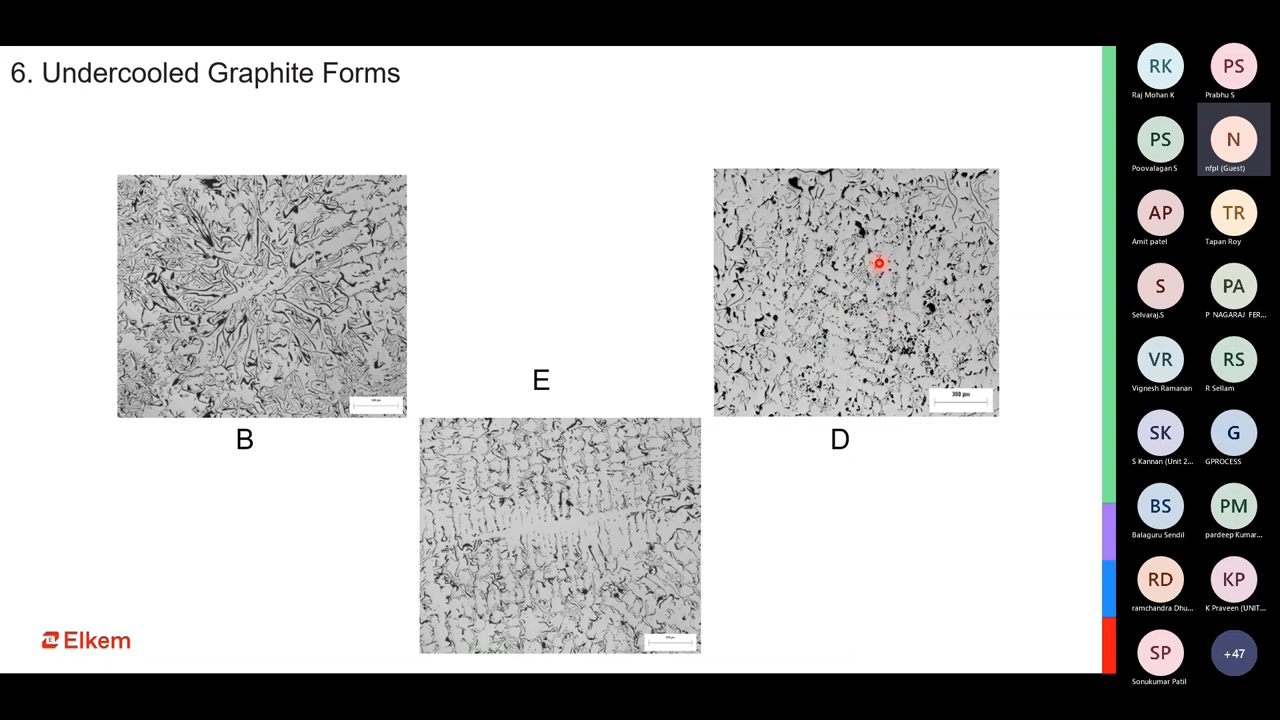 6. Undercooled Graphite Forms
B
E
D
300 µm
Elkem
RK
Raj Mohan K
PS
Prabhu S
PS
Poovalagan S
N
nfpl (Guest)
AP
Amit patel
TR
Tapan Roy
S
Selvaraj.S
PA
P NAGARAJ FER...
VR
Vignesh Ramanan
RS
R Sellam
SK
S Kannan (Unit 2...
G
GPROCESS
BS
Balaguru Sendil
PM
pardeep Kumar...
RD
ramchandra Dhu...
KP
K Praveen (UNIT...
SP
Sonukumar Patil
+47